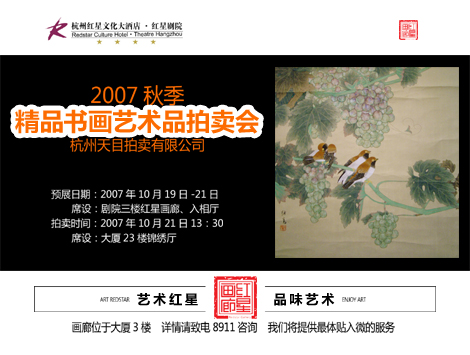 杭州红星文化大酒店·红星剧院
Redstar Culture Hotel · Theatre Hangzhou
2007 秋季
精品书画艺术品拍卖会
杭州天目拍卖有限公司
预展日期：2007 年 10 月 19 日 -21 日
席设：剧院三楼红星画廊、入相厅
拍卖时间：2007 年 10 月 21 日 13：30
席设：大厦 23 楼锦绣厅
ART REDSTAR 艺术红星 红星画廊 品味艺术 ENJOY ART
画廊位于大厦 3 楼 详情请致电 8911 咨询 我们将提供最体贴入微的服务